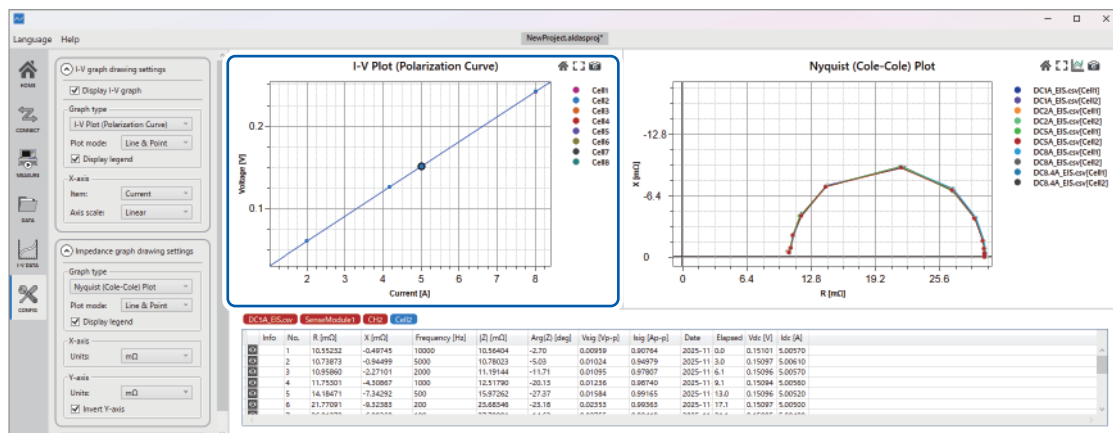 Language Help
NewProject.aldasproj*
HOME
CONNECT
MEASURE
DATA
I-V DATA
CONFIG
I-V graph drawing settings
Display I-V graph
Graph type
I-V Plot (Polarization Curve)
Plot mode: Line & Point
Display legend
X-axis
Item: Current
Axis scale: Linear
Impedance graph drawing settings
Graph type
Nyquist (Cole-Cole) Plot
Plot mode: Line & Point
Display legend
X-axis
Units: mΩ
Y-axis
Units: mΩ
Invert Y-axis
I-V Plot (Polarization Curve)
Voltage [V]
0.2
0.1
2 3 4 5 6 7 8
Current [A]
Cell1
Cell2
Cell3
Cell4
Cell5
Cell6
Cell7
Cell8
Nyquist (Cole-Cole) Plot
X [mΩ]
-12.8
-6.4
0
0 6.4 12.8 19.2 25.6
R [mΩ]
DC1A_EIS.csv[Cell1]
DC1A_EIS.csv[Cell2]
DC2A_EIS.csv[Cell1]
DC2A_EIS.csv[Cell2]
DC5A_EIS.csv[Cell1]
DC5A_EIS.csv[Cell2]
DC8A_EIS.csv[Cell1]
DC8A_EIS.csv[Cell2]
DC8.4A_EIS.csv[Cell1]
DC8.4A_EIS.csv[Cell2]
DC5A_EIS.csv SenseModule1 CH2 Cell2
Info No. R [mΩ] X [mΩ] Frequency [Hz] |Z| [mΩ] Arg(Z) [deg] Vsig [Vp-p] Isig [Ap-p] Date Elapsed Vdc [V] Idc [A]
1 10.55232 -0.49745 10000 10.56404 -2.70 0.00959 0.90764 2025-11 0.0 0.15101 5.00570
2 10.73873 -0.94499 5000 10.78023 -5.03 0.01024 0.94979 2025-11 3.0 0.15097 5.00610
3 10.95860 -2.27101 2000 11.19144 -11.71 0.01095 0.97807 2025-11 6.1 0.15096 5.00570
4 11.75301 -4.30867 1000 12.51790 -20.13 0.01236 0.98740 2025-11 9.1 0.15094 5.00560
5 14.18471 -7.34292 500 15.97262 -27.37 0.01584 0.99165 2025-11 13.0 0.15096 5.00520
6 21.77091 -9.32383 200 23.68346 -23.18 0.02353 0.99363 2025-11 17.1 0.15097 5.00500